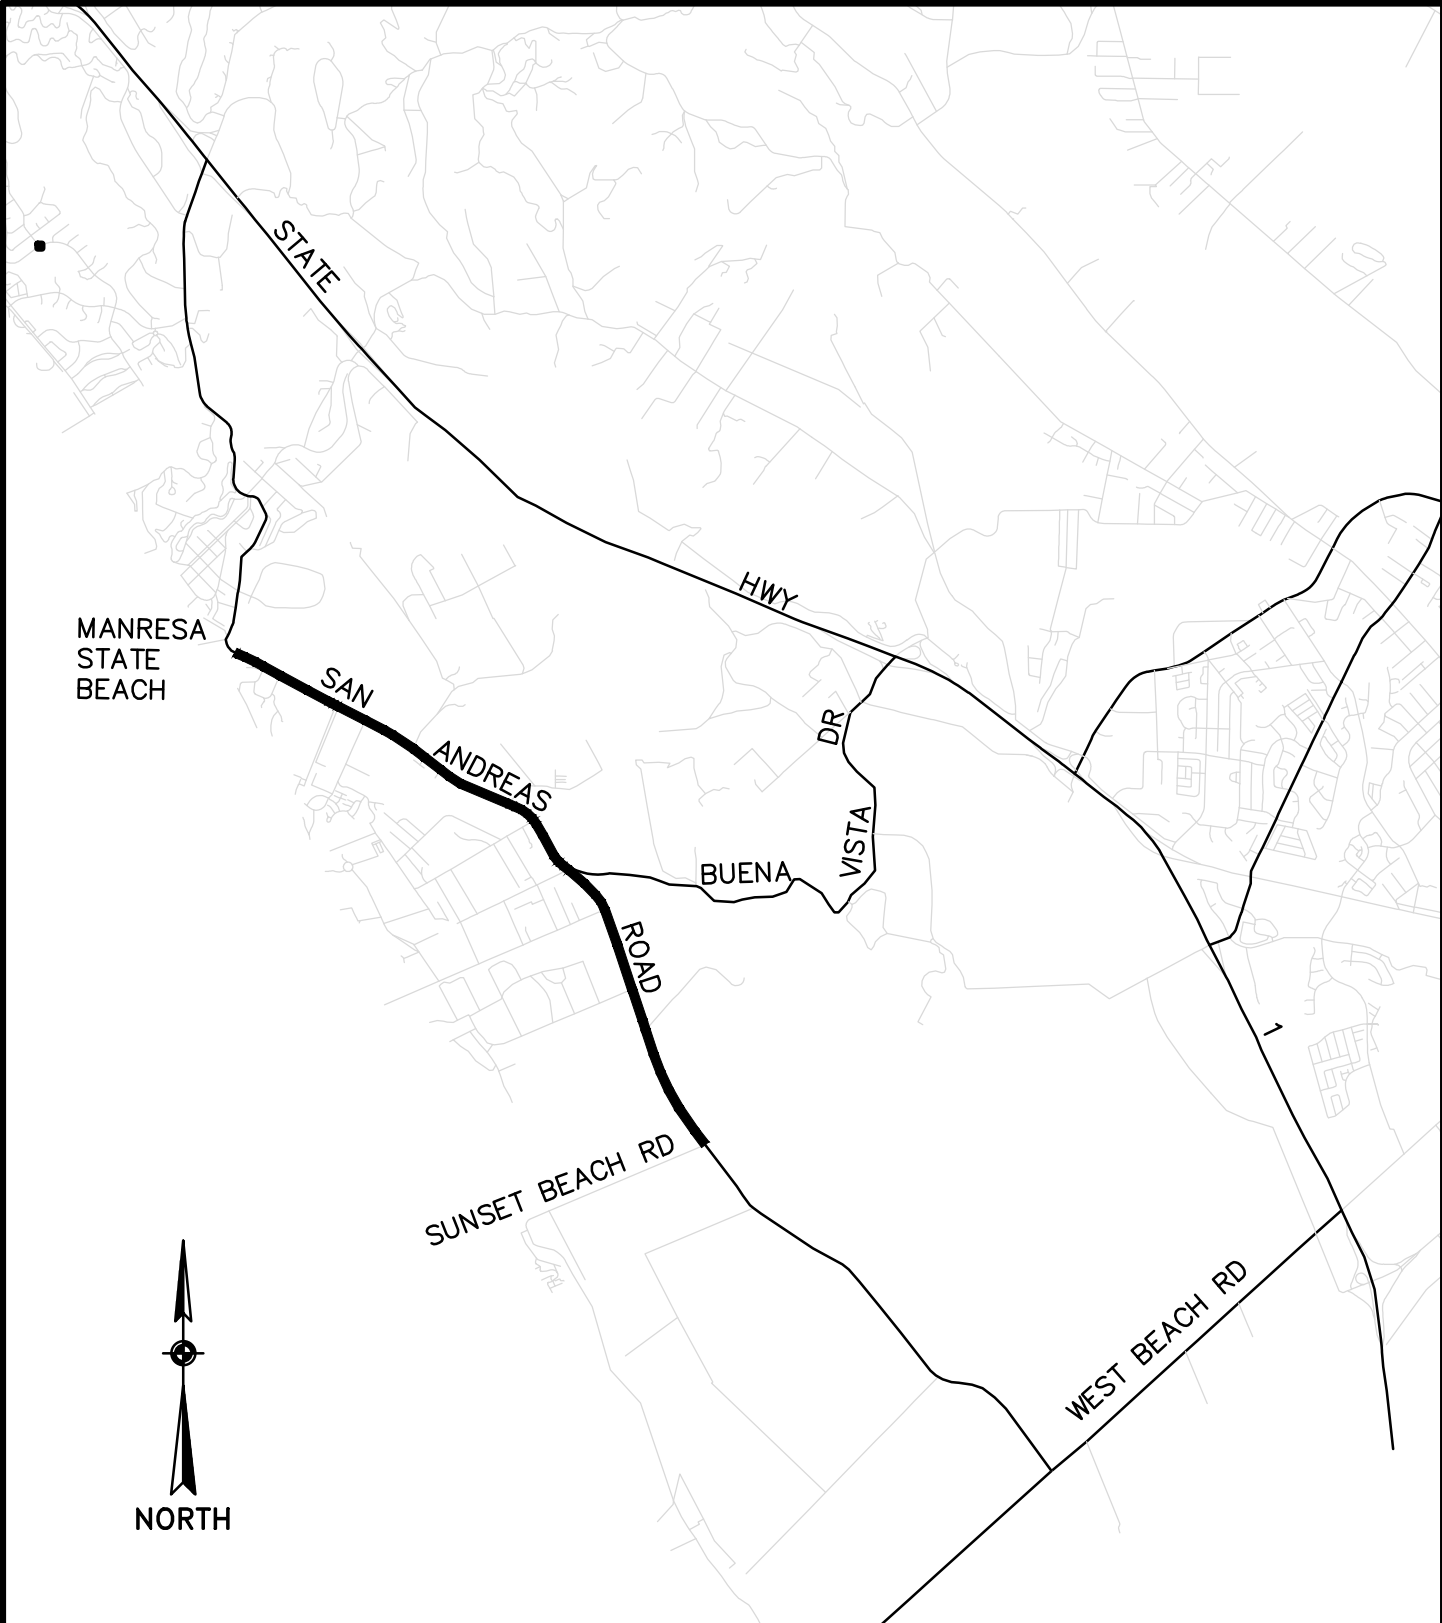 STATE
HWY
MANRESA
STATE
BEACH
SAN
ANDREAS
DR
VISTA
BUENA
ROAD
1
SUNSET BEACH RD
WEST BEACH RD
NORTH